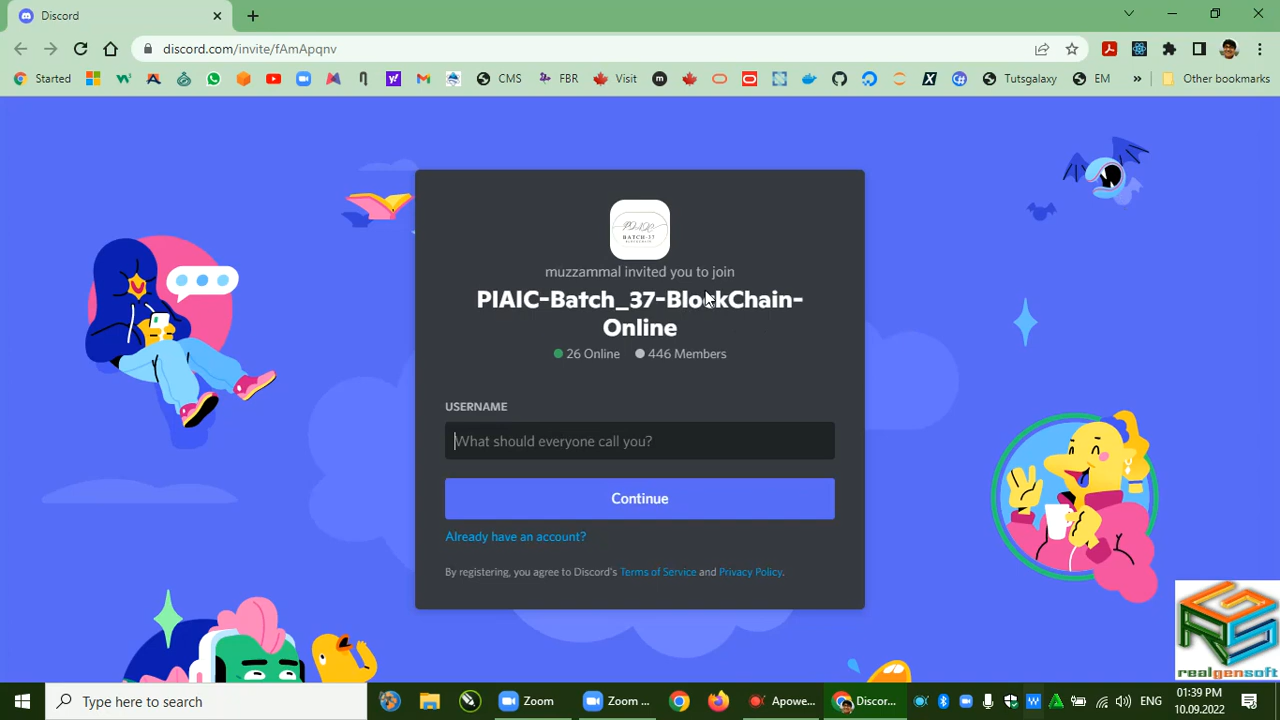 Discord
discord.com/invite/fAmApqnv
Started
CMS
FBR
Visit
Tutsgalaxy
EM
Other bookmarks
BATCH-37
muzzammal invited you to join
PIAIC-Batch_37-BlockChain-
Online
26 Online 446 Members
USERNAME
What should everyone call you?
Continue
Already have an account?
By registering, you agree to Discord's Terms of Service and Privacy Policy.
realgensoft
Type here to search
Zoom
Zoom ...
Apowe...
Discor...
ENG
01:39 PM
10.09.2022